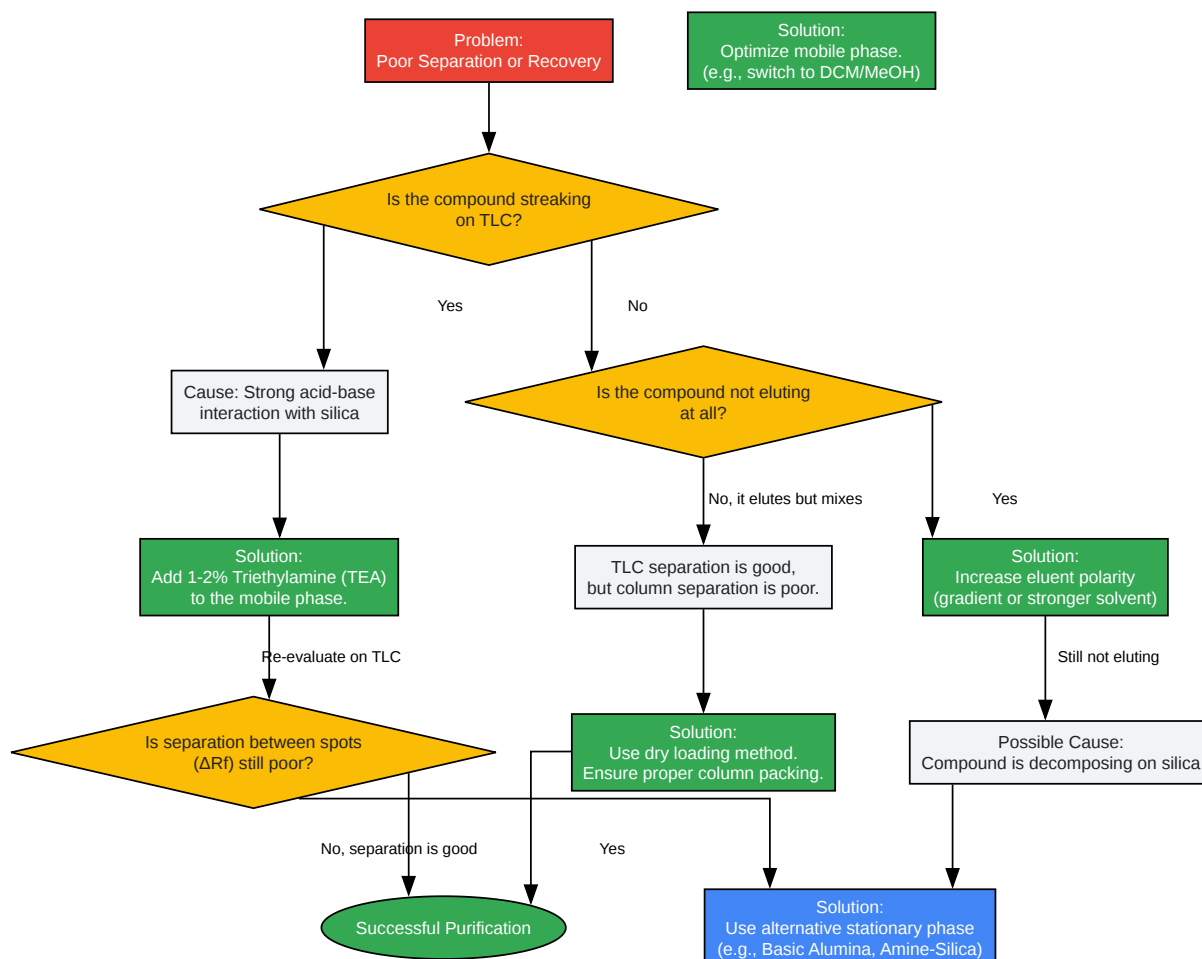 Problem:
Poor Separation or Recovery
Solution:
Optimize mobile phase.
(e.g., switch to DCM/MeOH)
Is the compound streaking
on TLC?
Yes
No
Cause: Strong acid-base
interaction with silica
Is the compound not eluting
at all?
No, it elutes but mixes
Yes
Solution:
Add 1-2% Triethylamine (TEA)
to the mobile phase.
TLC separation is good,
but column separation is poor.
Solution:
Increase eluent polarity
(gradient or stronger solvent)
Re-evaluate on TLC
Still not eluting
Is separation between spots
(ΔRf) still poor?
Solution:
Use dry loading method.
Ensure proper column packing.
Possible Cause:
Compound is decomposing on silica
No, separation is good
Yes
Successful Purification
Solution:
Use alternative stationary phase
(e.g., Basic Alumina, Amine-Silica)